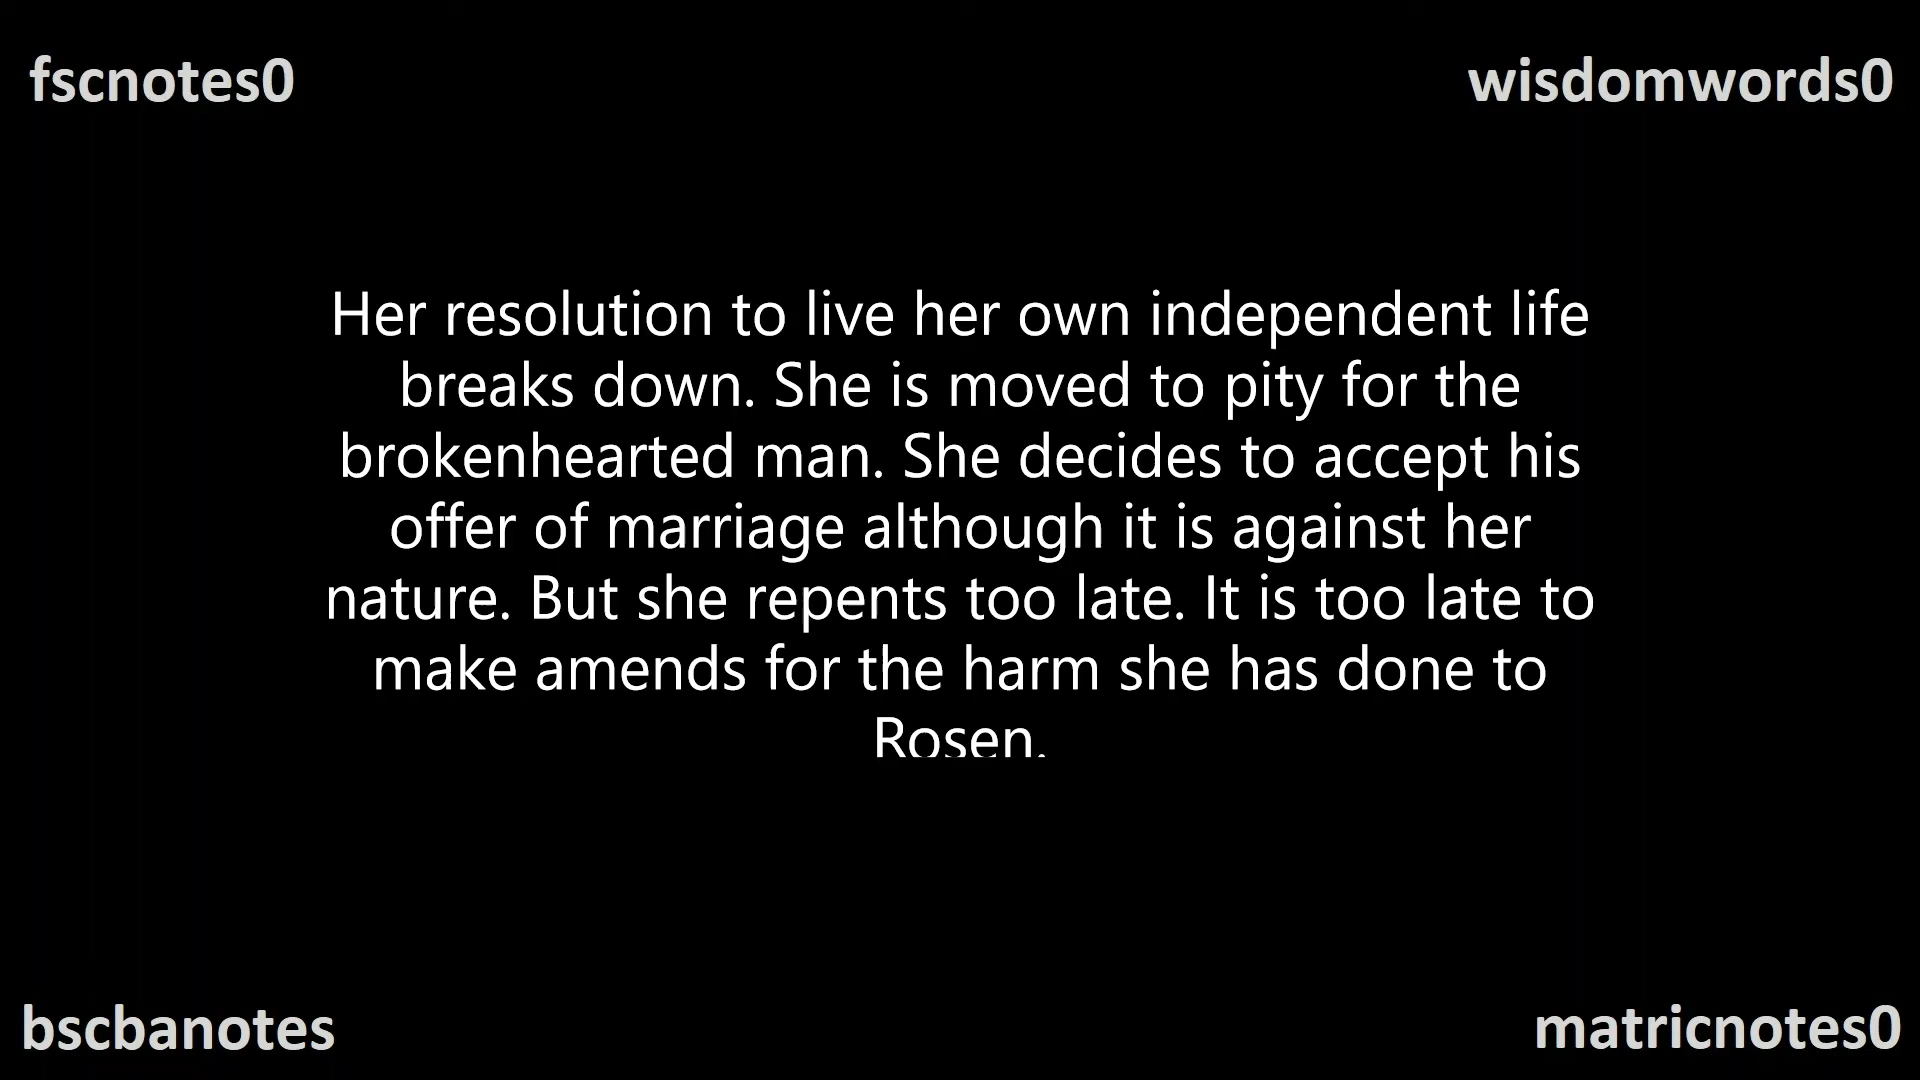 fscnotes0
wisdomwords0
Her resolution to live her own independent life
breaks down. She is moved to pity for the
brokenhearted man. She decides to accept his
offer of marriage although it is against her
nature. But she repents too late. It is too late to
make amends for the harm she has done to
Rosen.
bscbanotes
matricnotes0